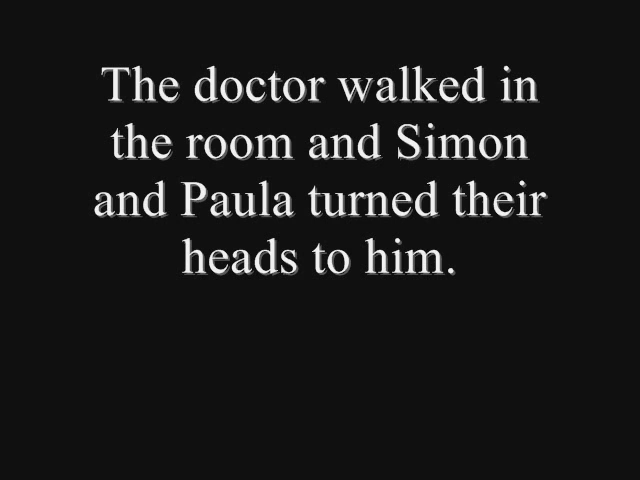 The doctor walked in
the room and Simon
and Paula turned their
heads to him.